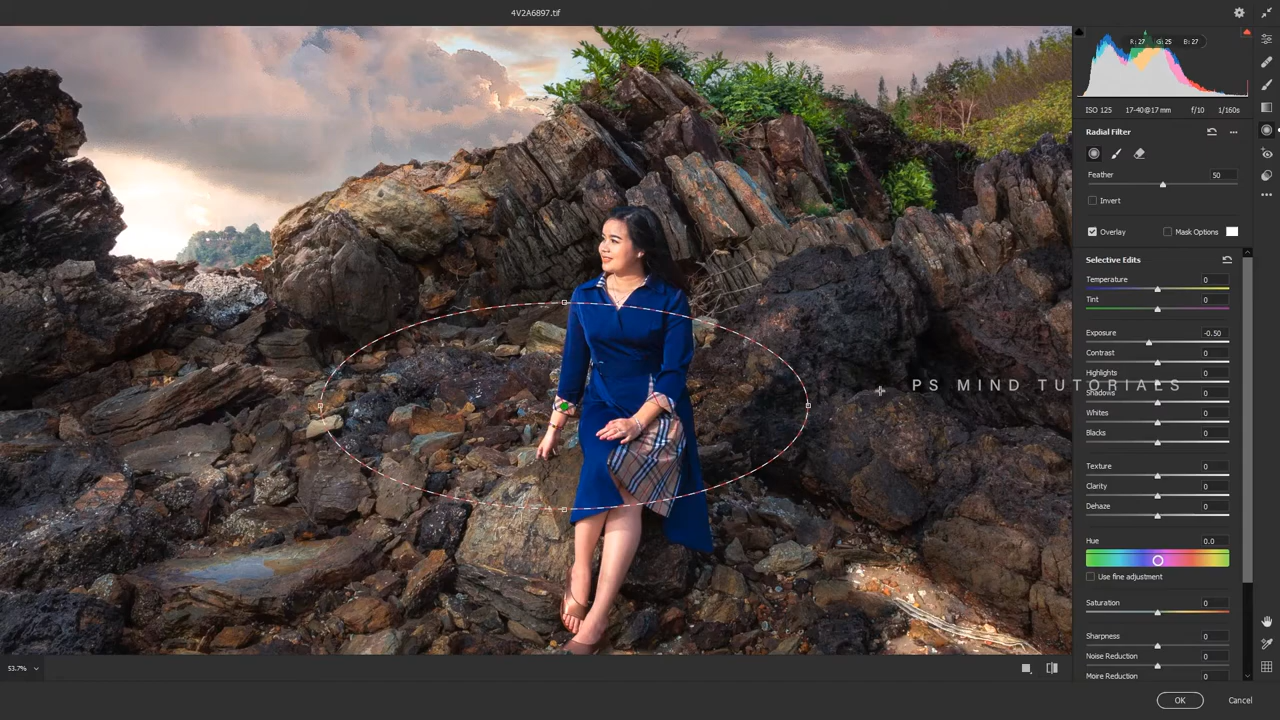 4V2A6897.tif
R: 27 G: 25 B: 27
ISO 125 17-40@17 mm f/10 1/160s
Radial Filter
Feather 50
Invert
Overlay Mask Options
Selective Edits
Temperature 0
Tint 0
Exposure -0.50
Contrast 0
Highlights
PS MIND TUTORIALS
Shadows 0
Whites 0
Blacks 0
Texture 0
Clarity 0
Dehaze 0
Hue 0.0
Use fine adjustment
Saturation 0
Sharpness 0
Noise Reduction 0
Moire Reduction 0
53.7%
OK Cancel